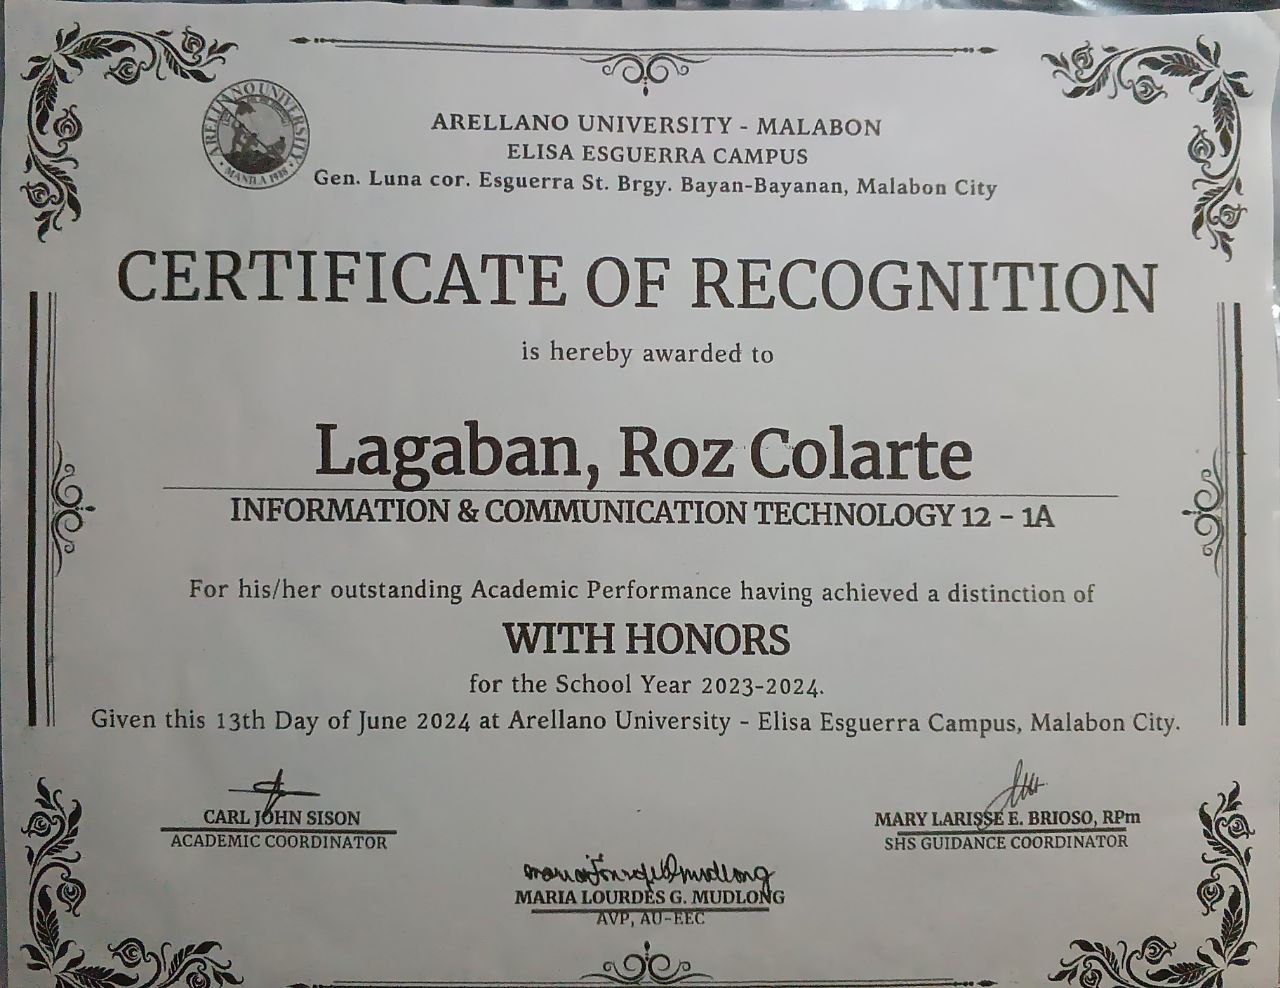 ARELLANO UNIVERSITY
MANILA 1938
ARELLANO UNIVERSITY - MALABON
ELISA ESGUERRA CAMPUS
Gen. Luna cor. Esguerra St. Brgy. Bayan-Bayanan, Malabon City
CERTIFICATE OF RECOGNITION
is hereby awarded to
Lagaban, Roz Colarte
INFORMATION & COMMUNICATION TECHNOLOGY 12 - 1A
For his/her outstanding Academic Performance having achieved a distinction of
WITH HONORS
for the School Year 2023-2024.
Given this 13th Day of June 2024 at Arellano University - Elisa Esguerra Campus, Malabon City.
CARL JOHN SISON
ACADEMIC COORDINATOR
MARY LARISSE E. BRIOSO, RPm
SHS GUIDANCE COORDINATOR
MARIA LOURDES G. MUDLONG
AVP, AU-EEC